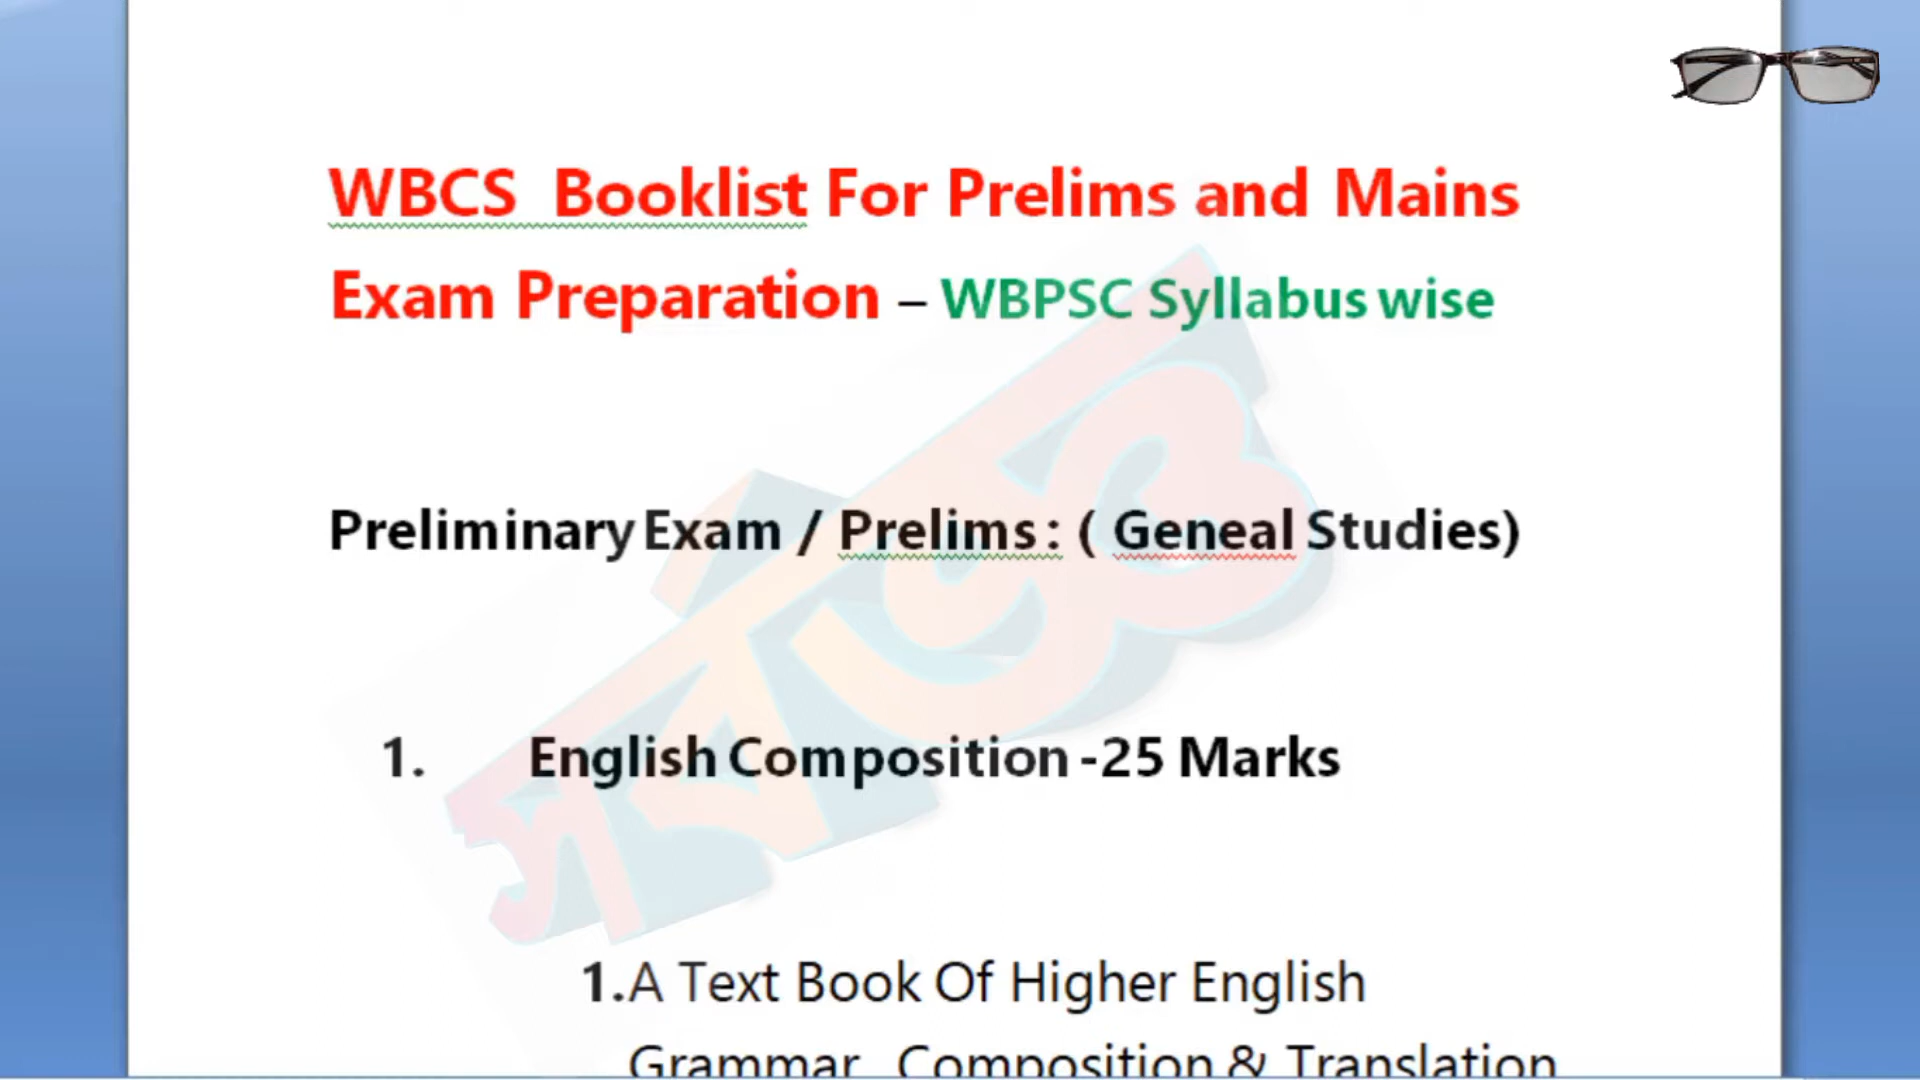 WBCS Booklist For Prelims and Mains
Exam Preparation – WBPSC Syllabus wise
Preliminary Exam / Prelims : ( Geneal Studies)
1. English Composition -25 Marks
1.A Text Book Of Higher English
Grammar, Composition & Translation